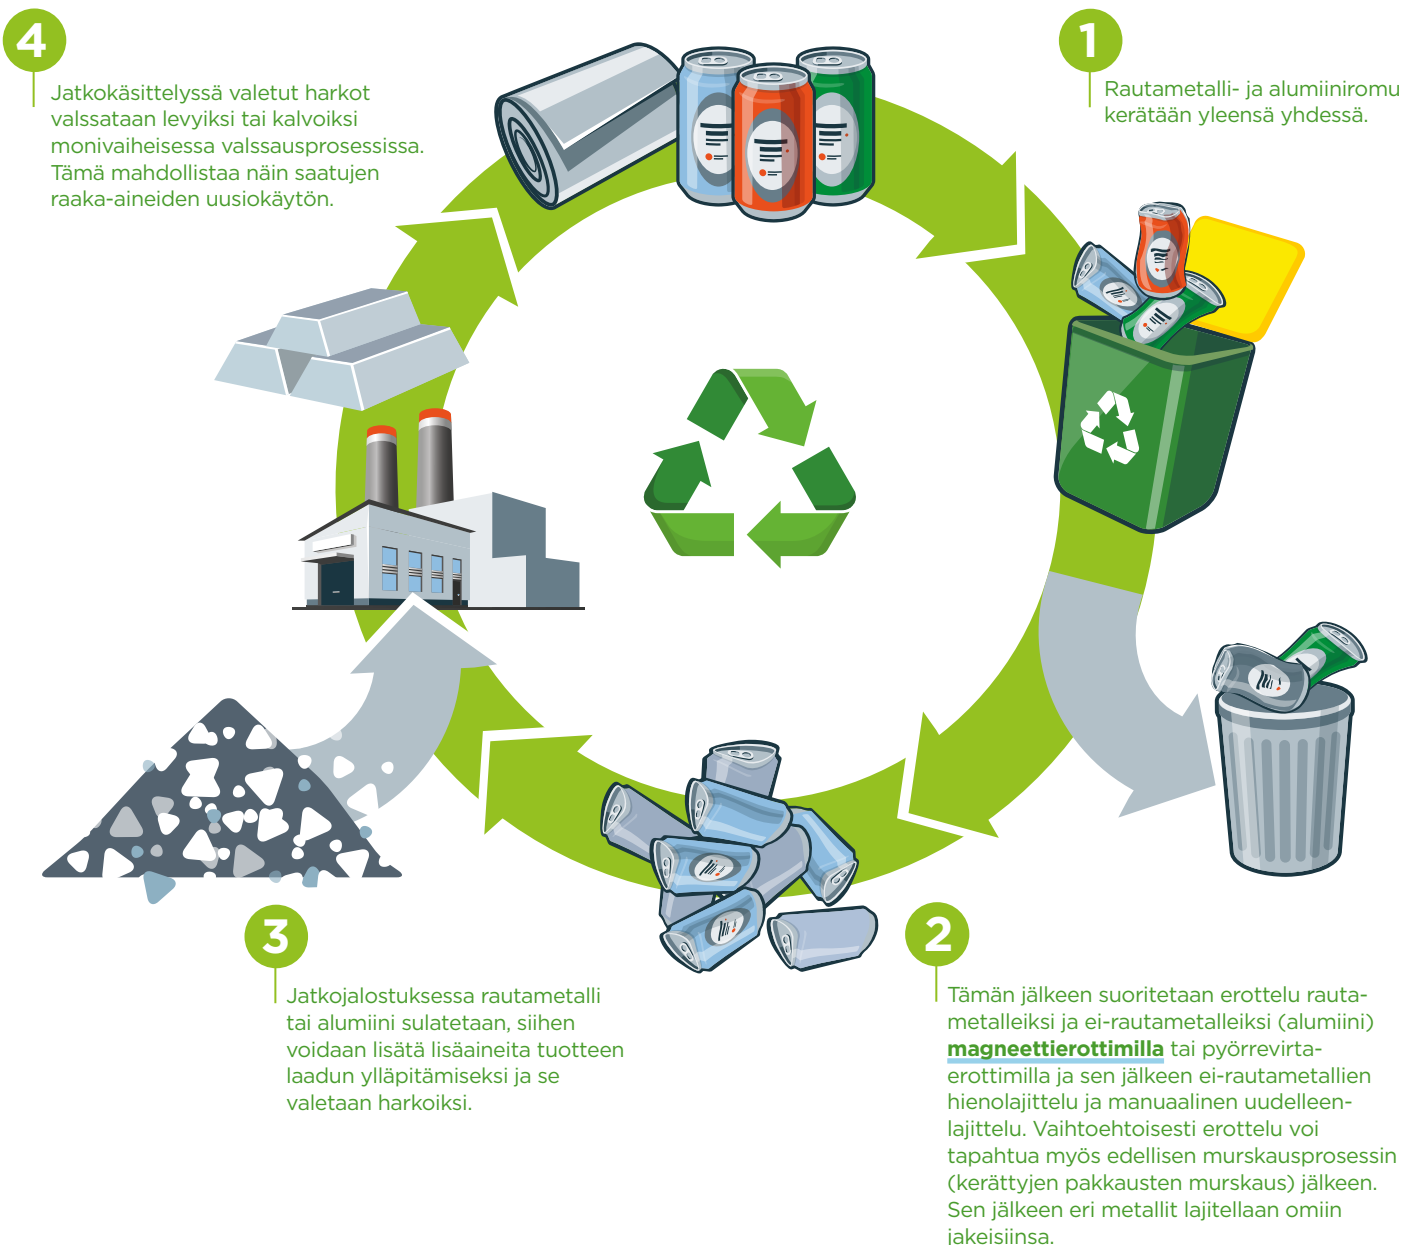 1
Rautametalli- ja alumiiniromu
kerätään yleensä yhdessä.
2
Tämän jälkeen suoritetaan erottelu rauta-
metalleiksi ja ei-rautametalleiksi (alumiini)
magneettierottimilla tai pyörrevirta-
erottimilla ja sen jälkeen ei-rautametallien
hienolajittelu ja manuaalinen uudelleen-
lajittelu. Vaihtoehtoisesti erottelu voi
tapahtua myös edellisen murskausprosessin
(kerättyjen pakkausten murskaus) jälkeen.
Sen jälkeen eri metallit lajitellaan omiin
jakeisiinsa.
3
Jatkojalostuksessa rautametalli
tai alumiini sulatetaan, siihen
voidaan lisätä lisäaineita tuotteen
laadun ylläpitämiseksi ja se
valetaan harkoiksi.
4
Jatkokäsittelyssä valetut harkot
valssataan levyiksi tai kalvoiksi
monivaiheisessa valssausprosessissa.
Tämä mahdollistaa näin saatujen
raaka-aineiden uusiokäytön.